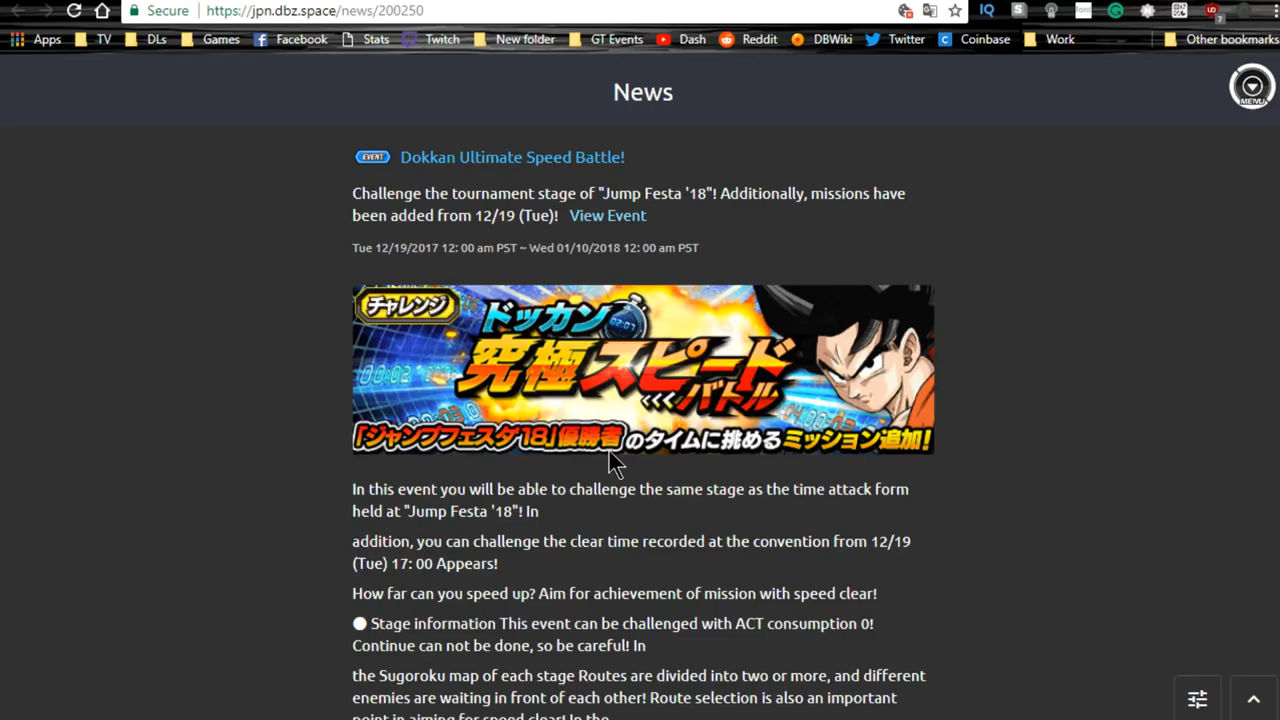 Secure https://jpn.dbz.space/news/200250
Apps TV DLs Games Facebook Stats Twitch New folder GT Events Dash Reddit DBWiki Twitter Coinbase Work Other bookmarks
News
MENU
EVENT Dokkan Ultimate Speed Battle!
Challenge the tournament stage of "Jump Festa '18"! Additionally, missions have
been added from 12/19 (Tue)! View Event
Tue 12/19/2017 12: 00 am PST ~ Wed 01/10/2018 12: 00 am PST
チャレンジ
ドッカン
究極スピード
バトル
「ジャンプフェスタ'18」優勝者のタイムに挑めるミッション追加!
In this event you will be able to challenge the same stage as the time attack form
held at "Jump Festa '18"! In
addition, you can challenge the clear time recorded at the convention from 12/19
(Tue) 17: 00 Appears!
How far can you speed up? Aim for achievement of mission with speed clear!
Stage information This event can be challenged with ACT consumption 0!
Continue can not be done, so be careful! In
the Sugoroku map of each stage Routes are divided into two or more, and different
enemies are waiting in front of each other! Route selection is also an important
point in aiming for speed clear! In the